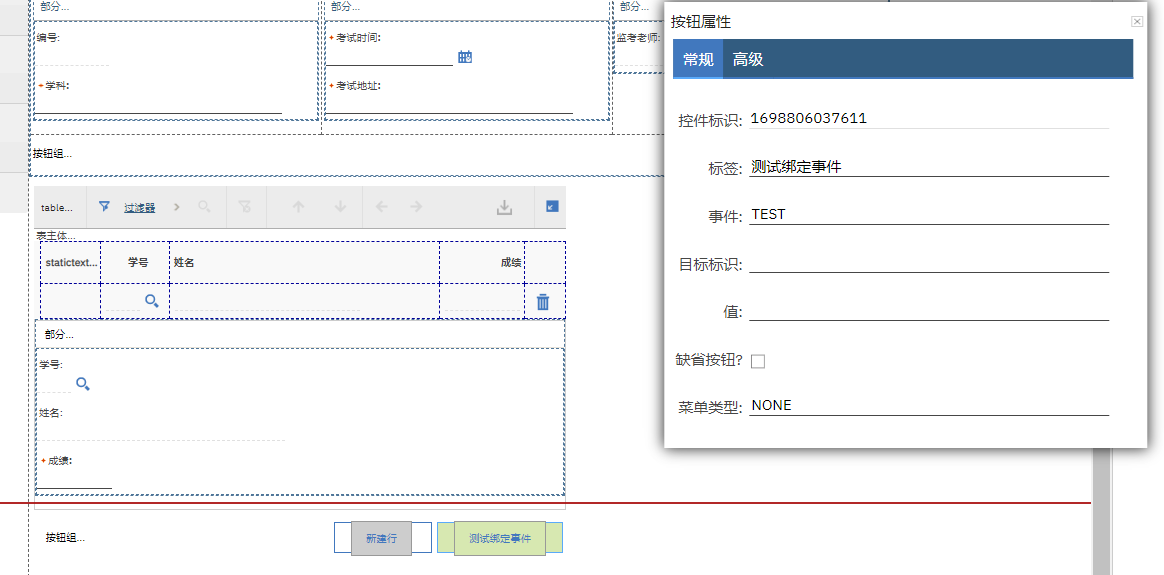 部分...
部分...
部分...
编号:
考试时间:
监考老师:
学科:
考试地址:
按钮组...
table...
过滤器
表主体...
statictext...
学号
姓名
成绩
部分...
学号:
姓名:
成绩:
按钮组...
新建行
测试绑定事件
按钮属性
常规
高级
控件标识: 1698806037611
标签: 测试绑定事件
事件: TEST
目标标识:
值:
缺省按钮?
菜单类型: NONE